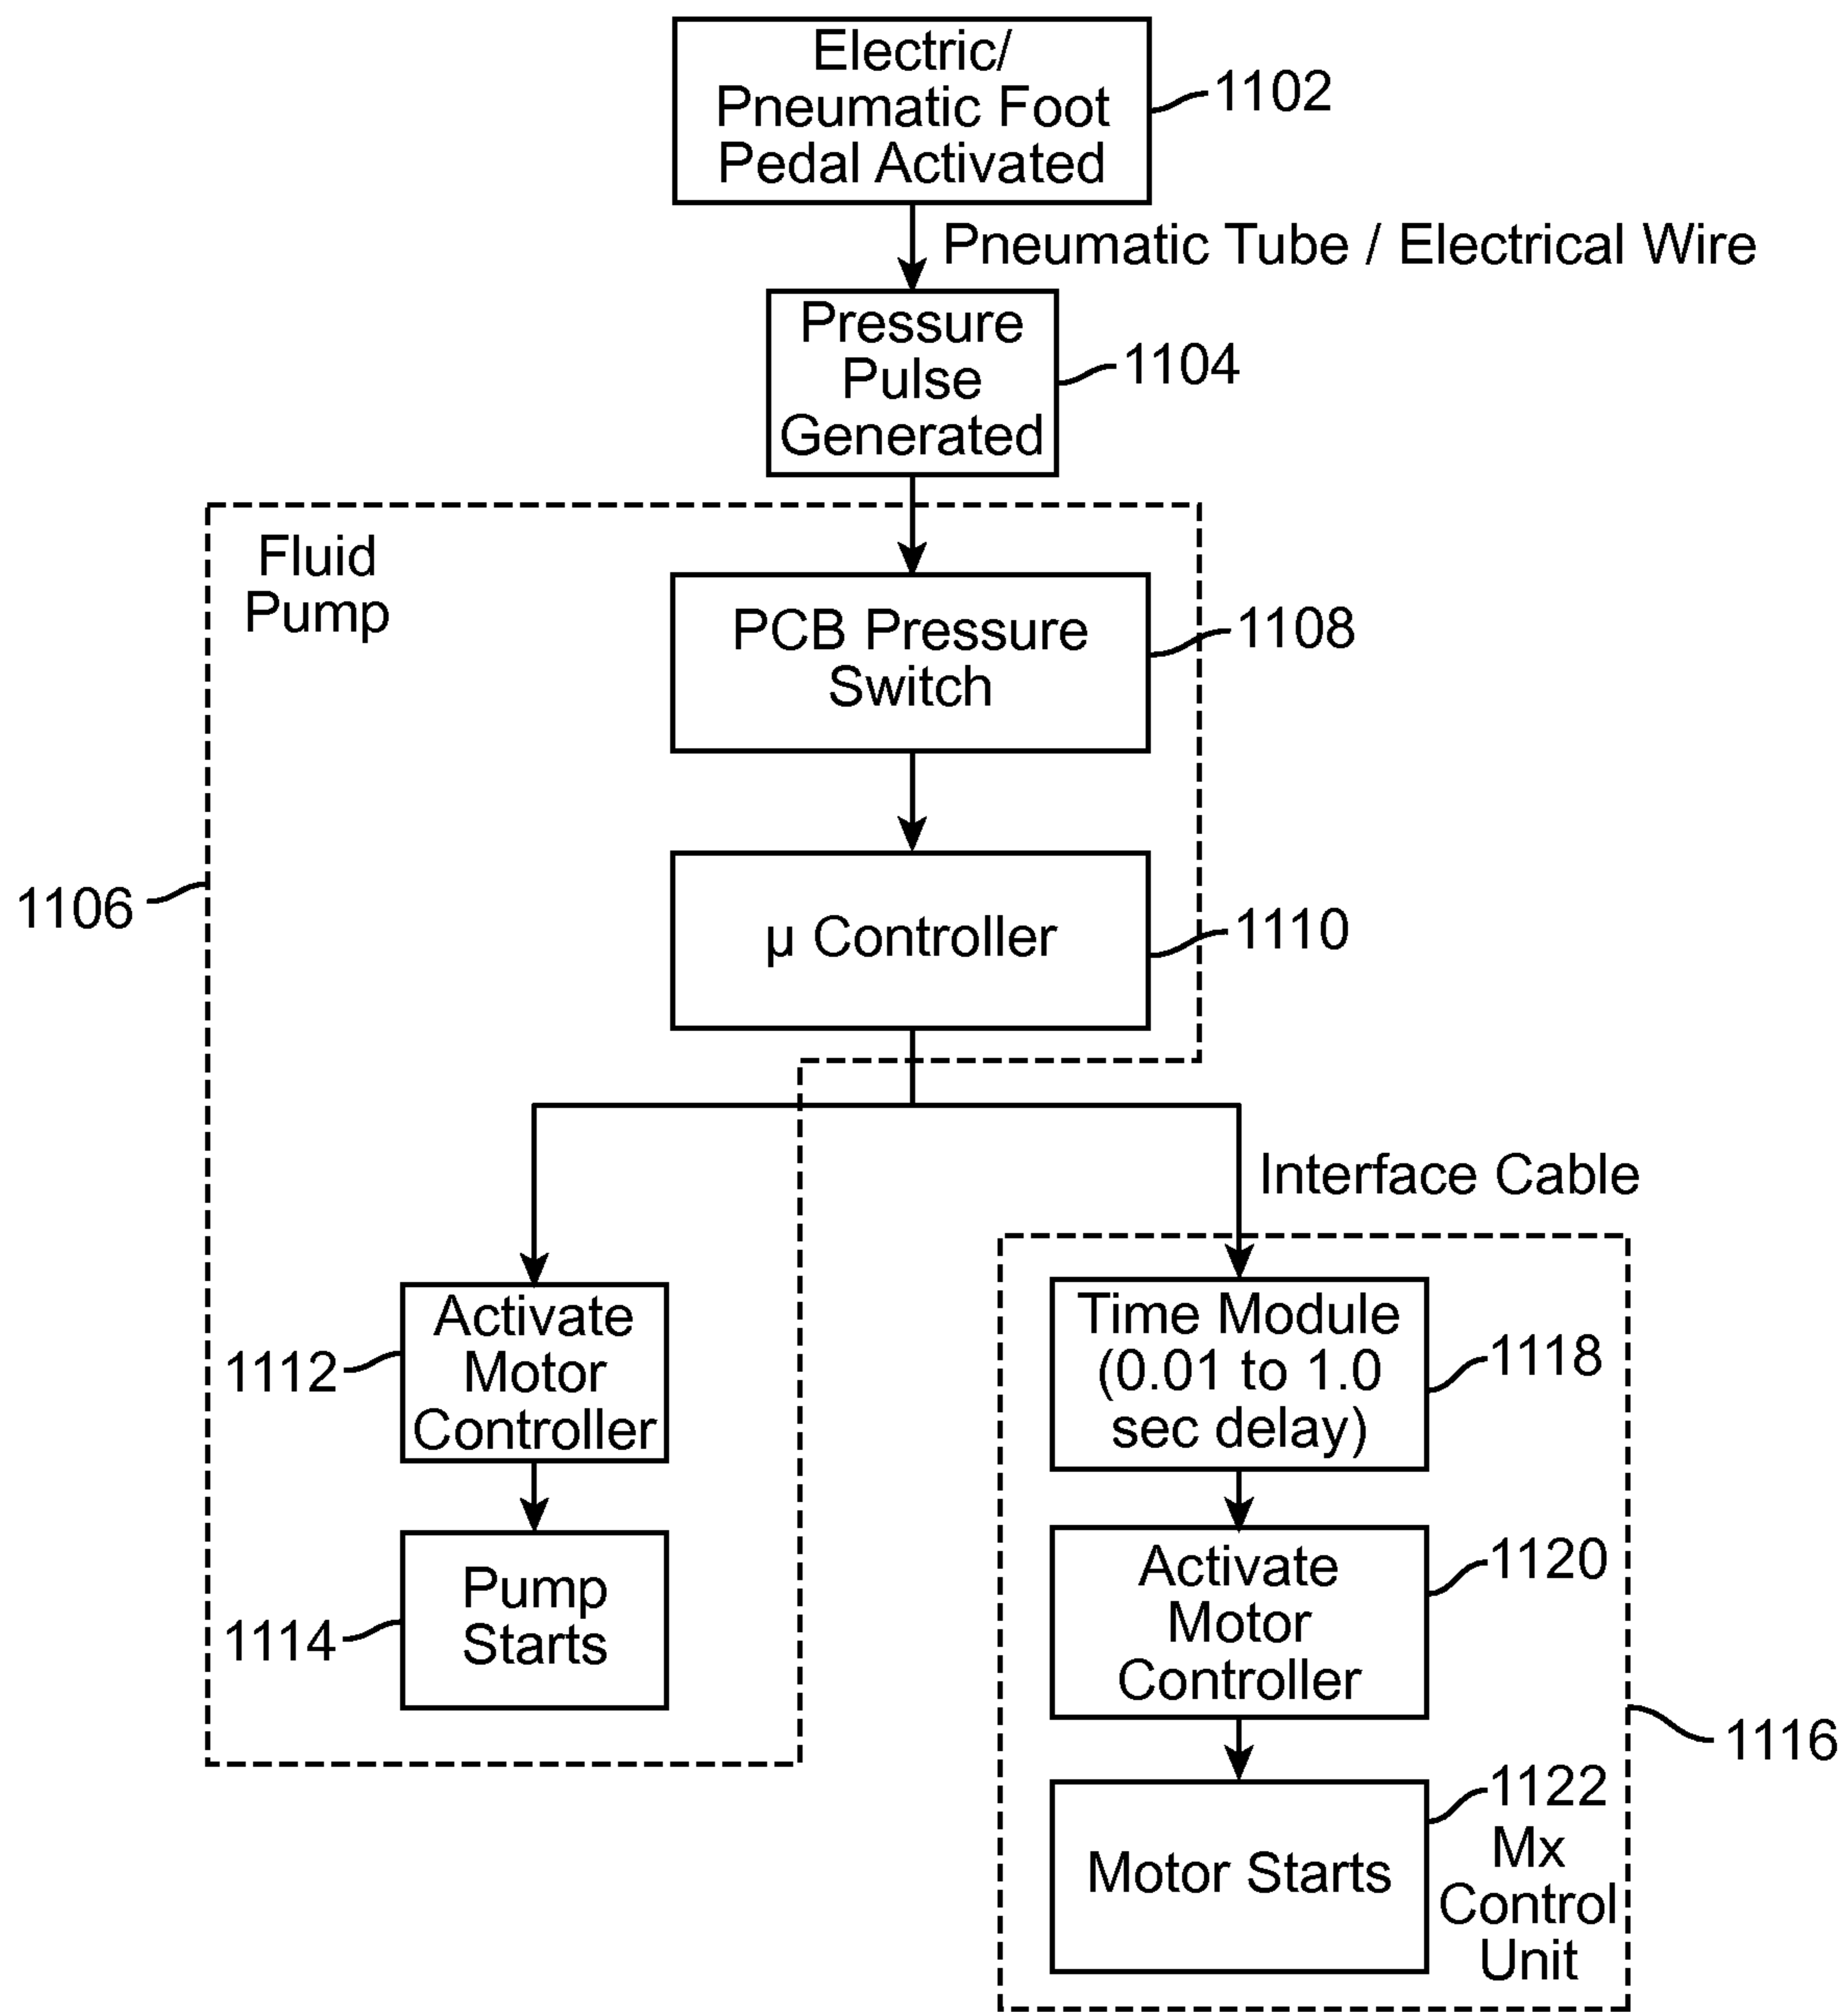 Electric/
Pneumatic Foot
Pedal Activated
1102
Pneumatic Tube / Electrical Wire
Pressure
Pulse
Generated
1104
Fluid
Pump
PCB Pressure
Switch
1108
1106
µ Controller
1110
Interface Cable
Activate
Motor
Controller
1112
Time Module
(0.01 to 1.0
sec delay)
1118
Pump
Starts
1114
Activate
Motor
Controller
1120
1116
Motor Starts
1122
Mx
Control
Unit